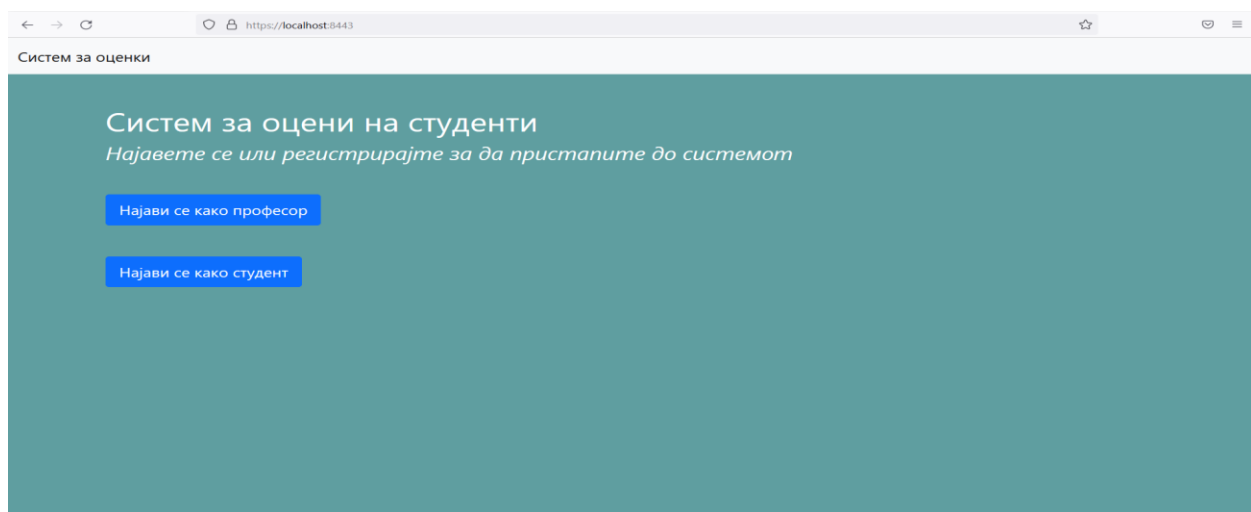 https://localhost:8443
Систем за оценки
Систем за оцени на студенти
Најавете се или регистрирајте за да пристапите до системот
Најави се како професор
Најави се како студент